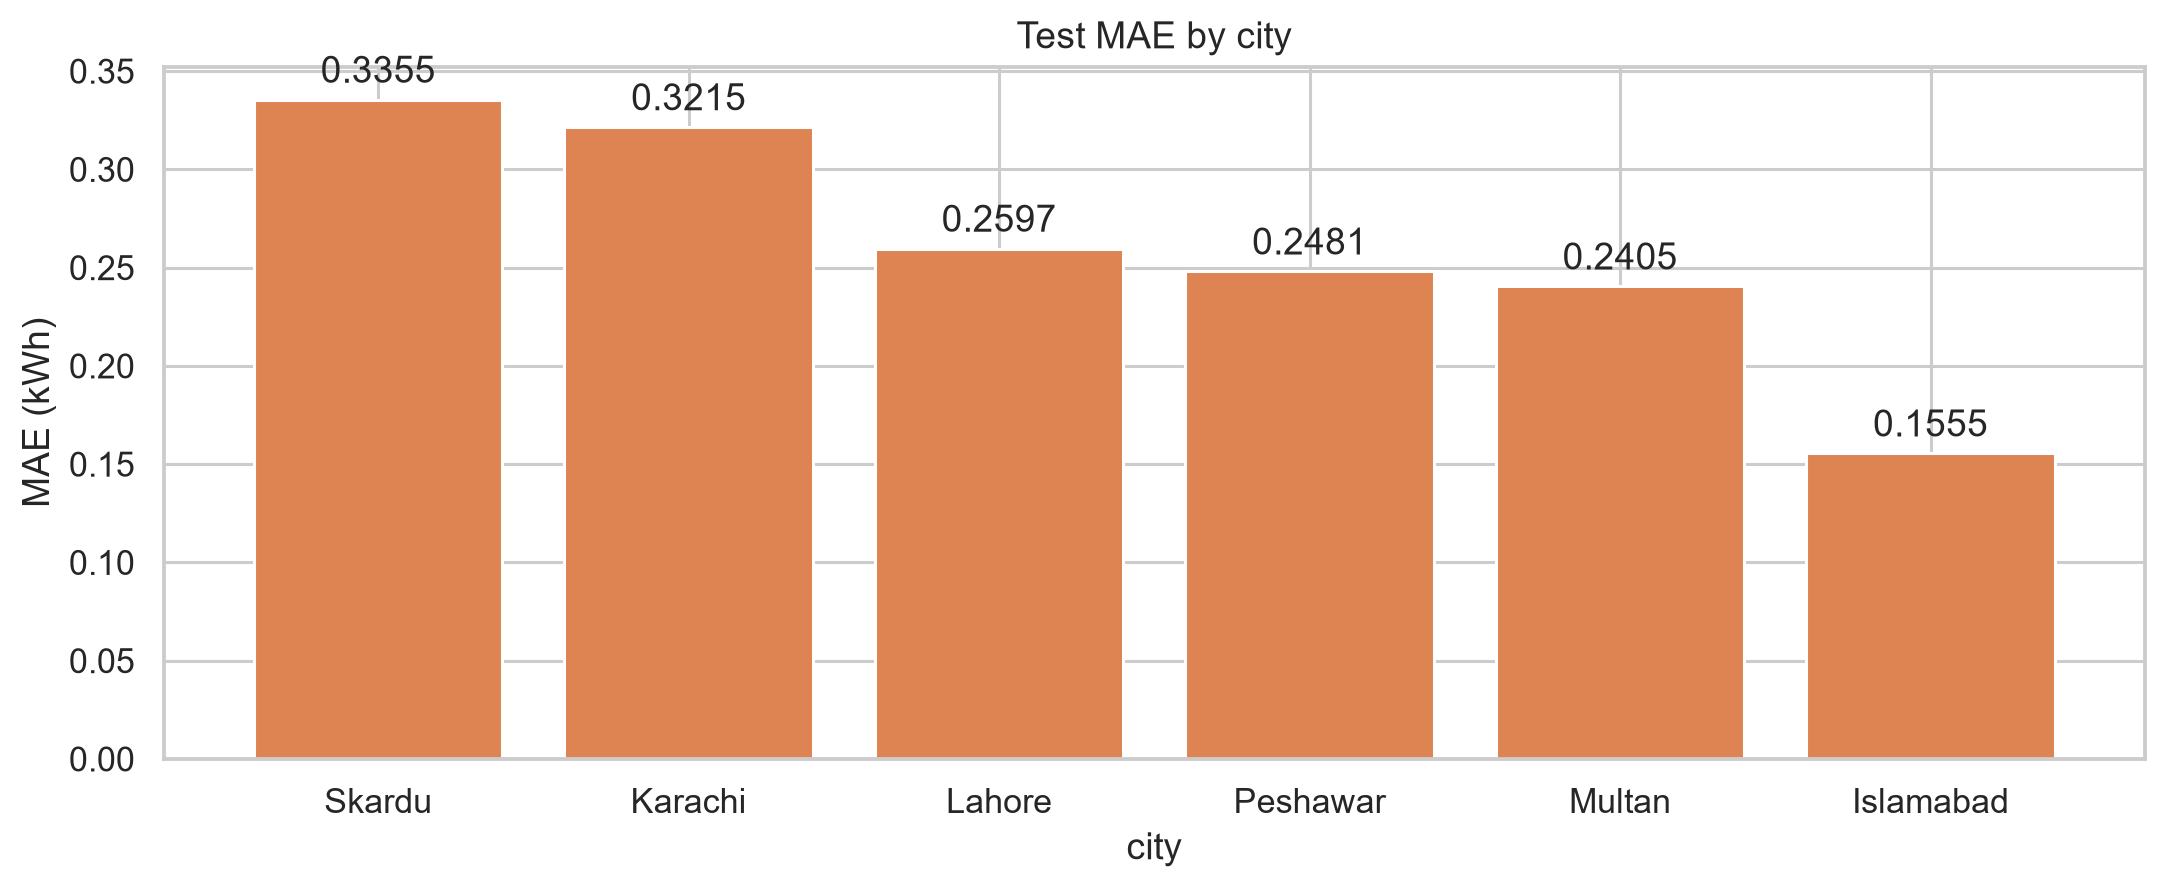 Test MAE by city
0.35
0.30
0.25
0.20
0.15
0.10
0.05
0.00
MAE (kWh)
0.3355
0.3215
0.2597
0.2481
0.2405
0.1555
Skardu
Karachi
Lahore
Peshawar
Multan
Islamabad
city